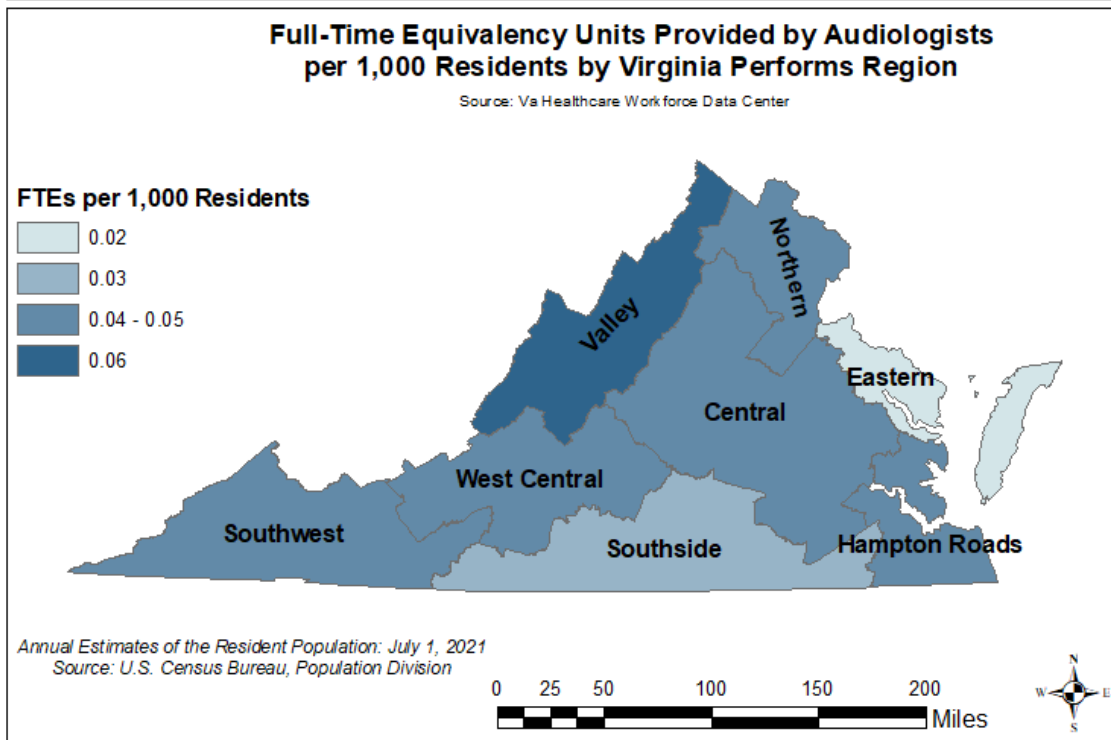 Full-Time Equivalency Units Provided by Audiologists
per 1,000 Residents by Virginia Performs Region
Source: Va Healthcare Workforce Data Center
FTEs per 1,000 Residents
0.02
0.03
0.04 - 0.05
0.06
Northern
Valley
Eastern
Central
West Central
Southwest
Southside
Hampton Roads
Annual Estimates of the Resident Population: July 1, 2021
Source: U.S. Census Bureau, Population Division
0 25 50 100 150 200
Miles
N
W E
S